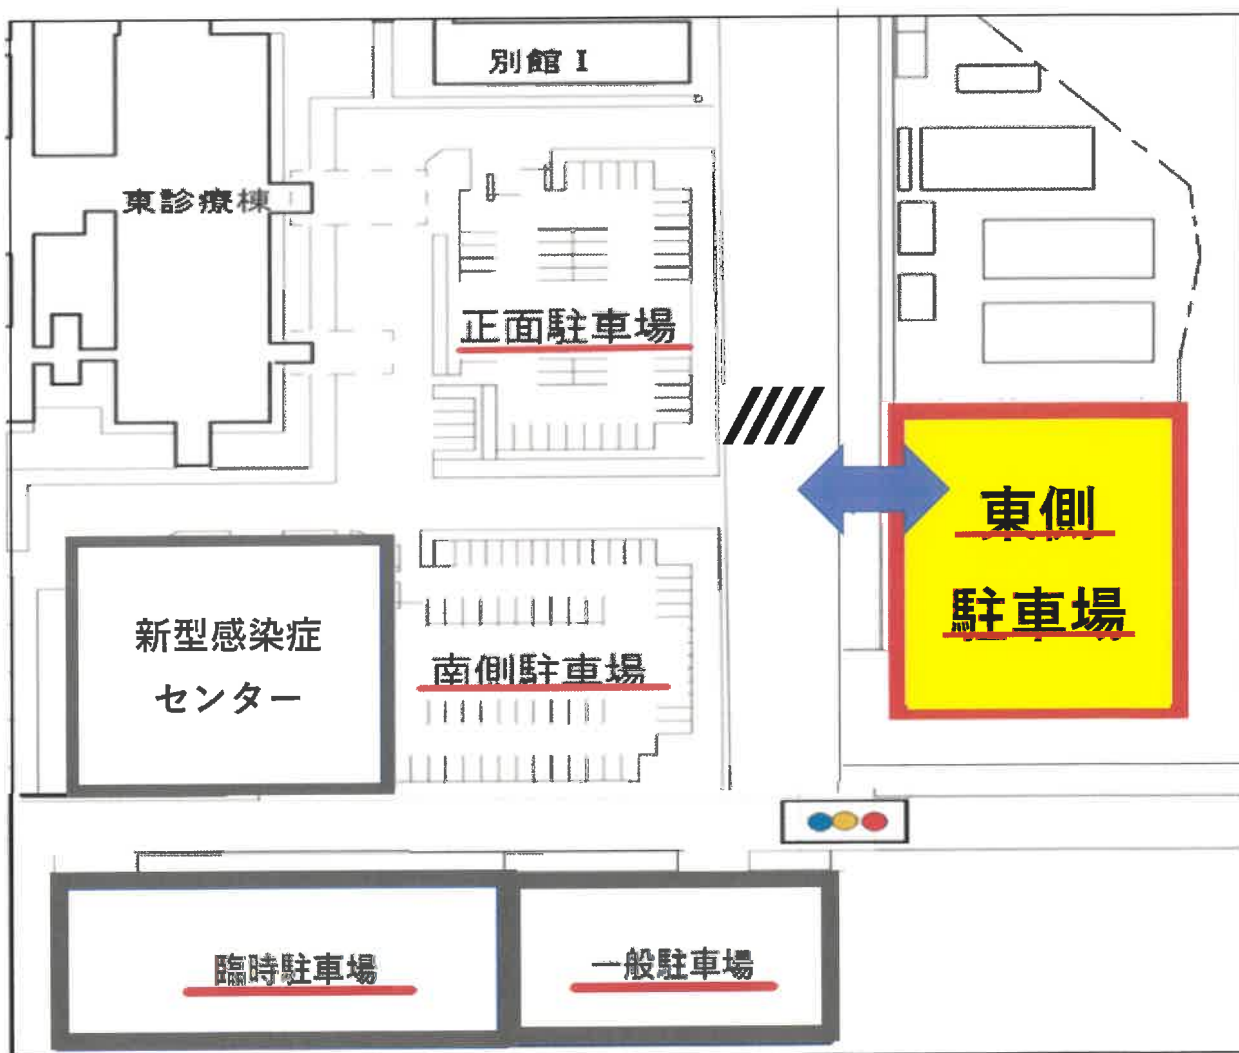 別館 I
東診療棟
正面駐車場
東側
駐車場
新型感染症
センター
南側駐車場
臨時駐車場
一般駐車場